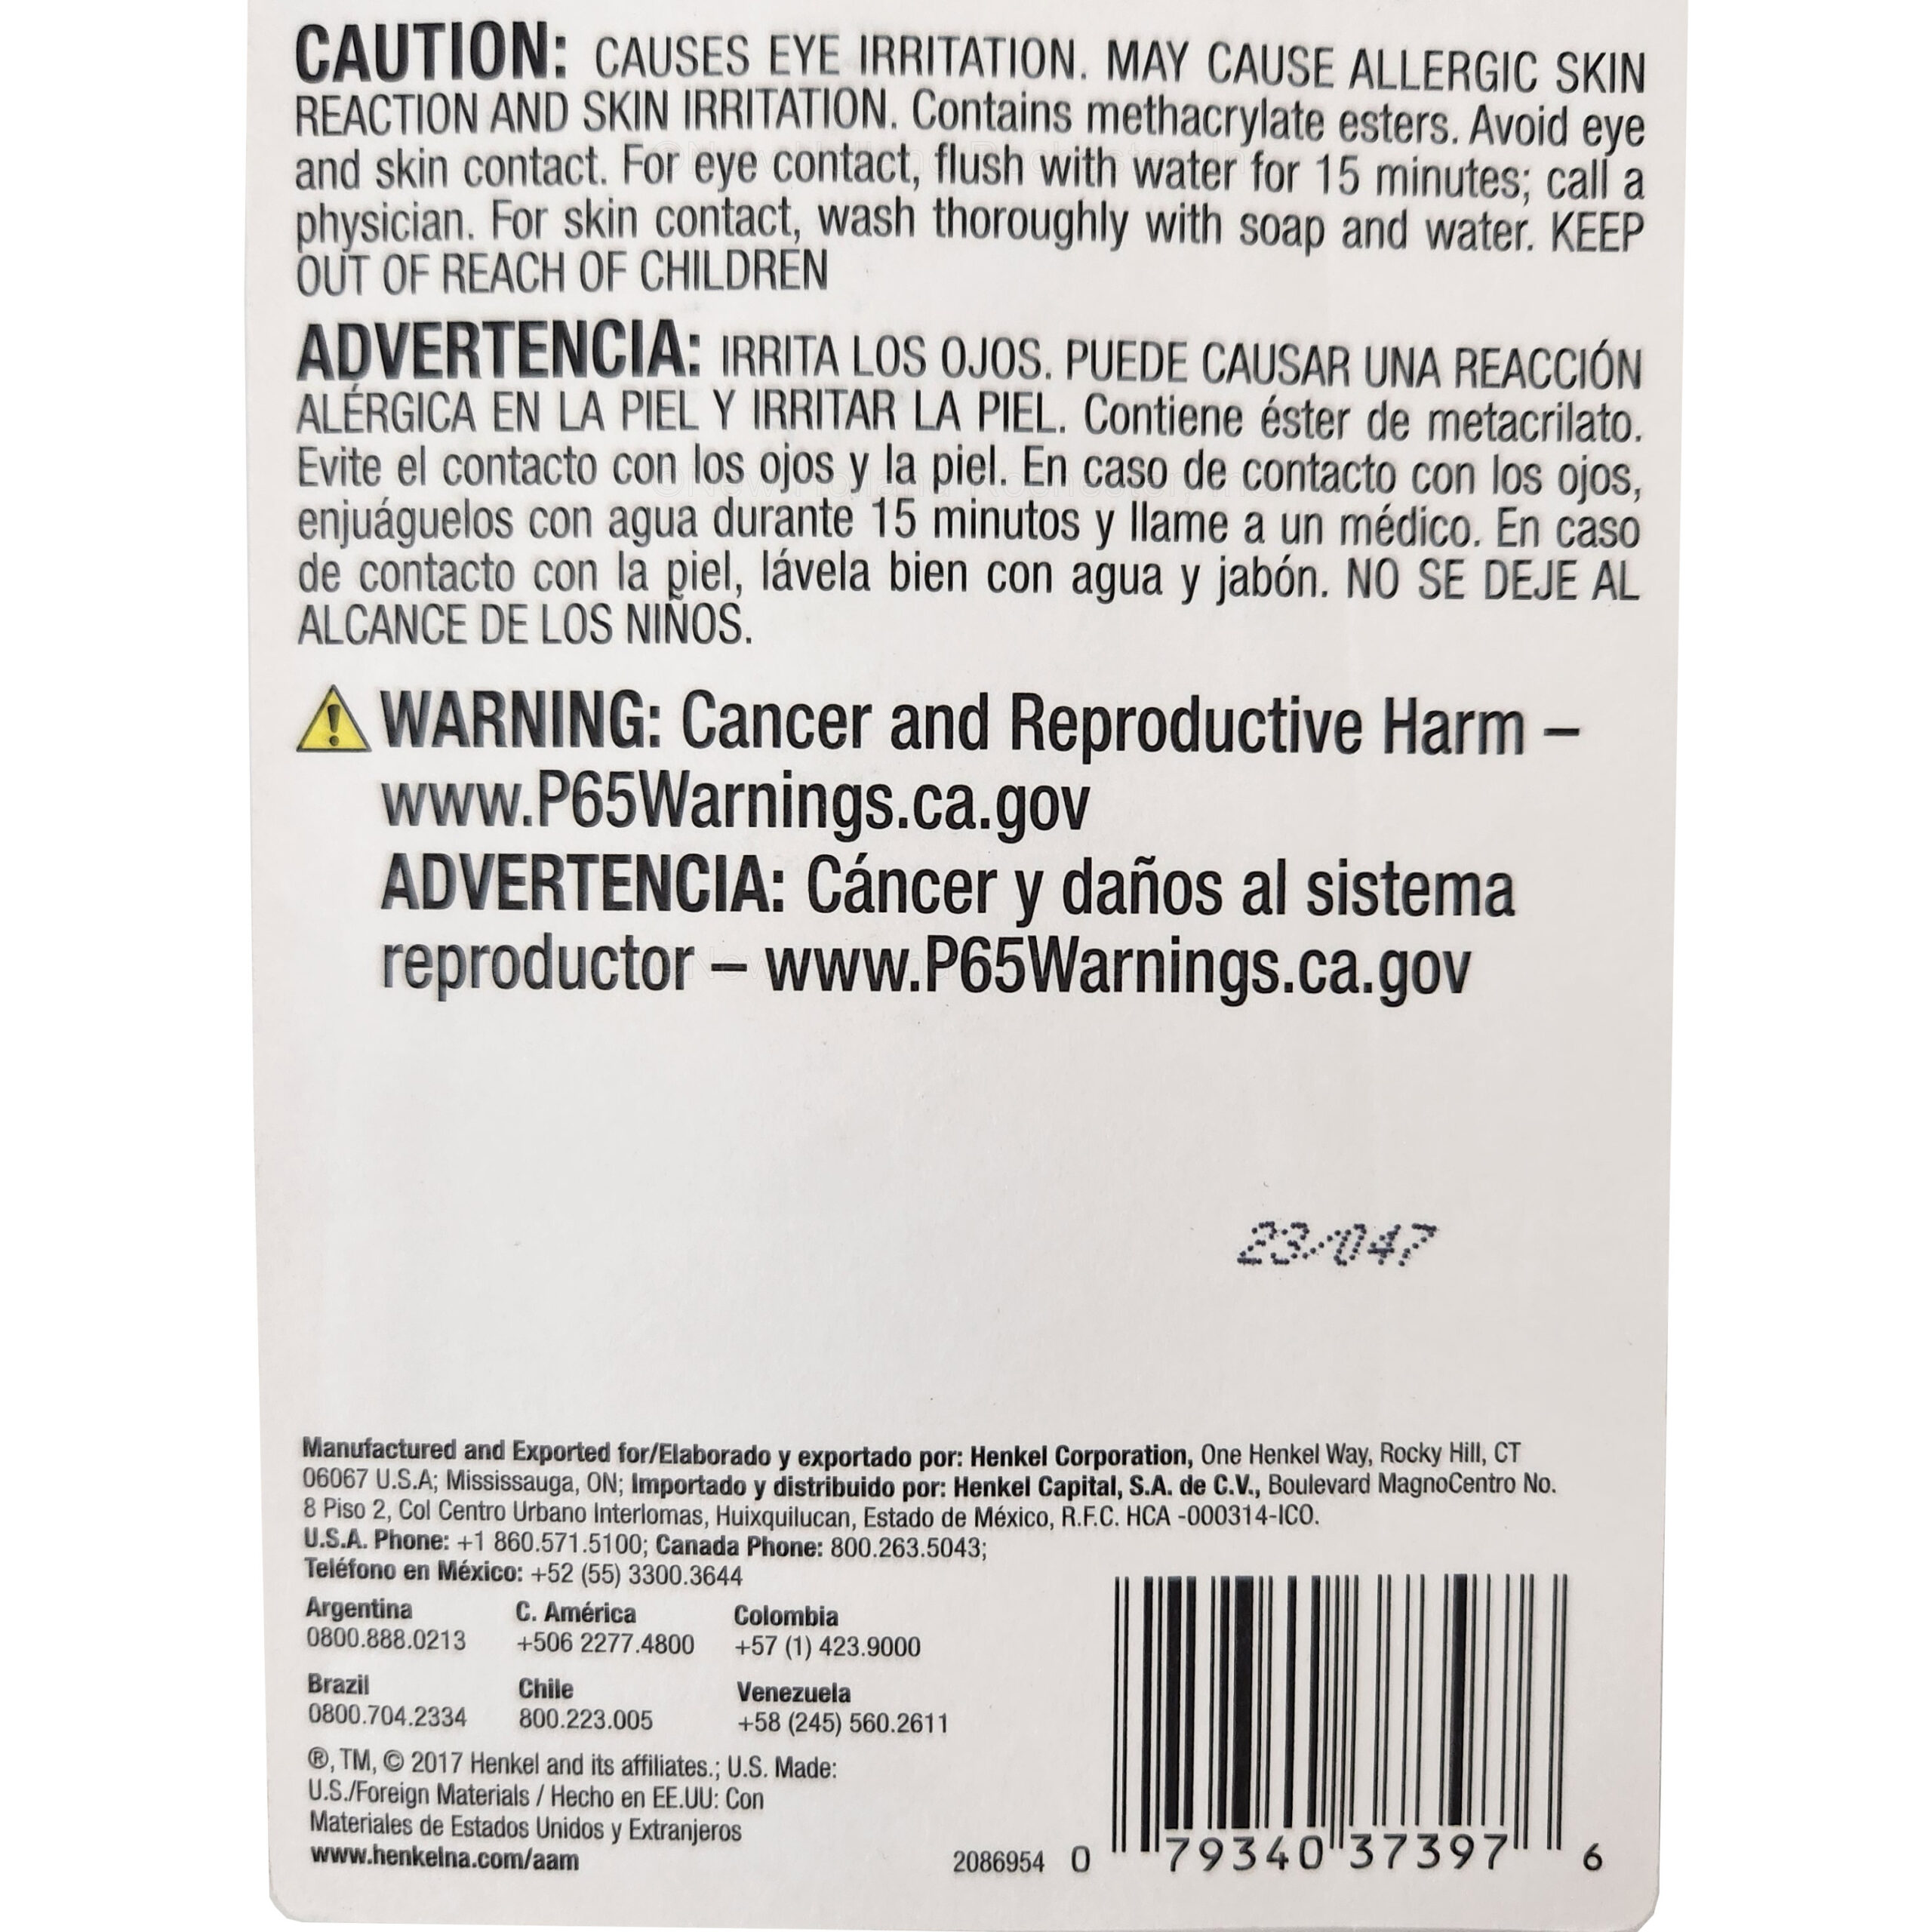 CAUTION: CAUSES EYE IRRITATION. MAY CAUSE ALLERGIC SKIN
REACTION AND SKIN IRRITATION. Contains methacrylate esters. Avoid eye
and skin contact. For eye contact, flush with water for 15 minutes; call a
physician. For skin contact, wash thoroughly with soap and water. KEEP
OUT OF REACH OF CHILDREN
ADVERTENCIA: IRRITA LOS OJOS. PUEDE CAUSAR UNA REACCIÓN
ALÉRGICA EN LA PIEL Y IRRITAR LA PIEL. Contiene éster de metacrilato.
Evite el contacto con los ojos y la piel. En caso de contacto con los ojos,
enjuáguelos con agua durante 15 minutos y llame a un médico. En caso
de contacto con la piel, lávela bien con agua y jabón. NO SE DEJE AL
ALCANCE DE LOS NIÑOS.
WARNING: Cancer and Reproductive Harm –
www.P65Warnings.ca.gov
ADVERTENCIA: Cáncer y daños al sistema
reproductor – www.P65Warnings.ca.gov
23/047
Manufactured and Exported for/Elaborado y exportado por: Henkel Corporation, One Henkel Way, Rocky Hill, CT
06067 U.S.A; Mississauga, ON; Importado y distribuido por: Henkel Capital, S.A. de C.V., Boulevard MagnoCentro No.
8 Piso 2, Col Centro Urbano Interlomas, Huixquilucan, Estado de México, R.F.C. HCA -000314-ICO.
U.S.A. Phone: +1 860.571.5100; Canada Phone: 800.263.5043;
Teléfono en México: +52 (55) 3300.3644
Argentina C. América Colombia
0800.888.0213 +506 2277.4800 +57 (1) 423.9000
Brazil Chile Venezuela
0800.704.2334 800.223.005 +58 (245) 560.2611
®, TM, © 2017 Henkel and its affiliates.; U.S. Made:
U.S./Foreign Materials / Hecho en EE.UU: Con
Materiales de Estados Unidos y Extranjeros
www.henkelna.com/aam
2086954 0 79340 37397 6